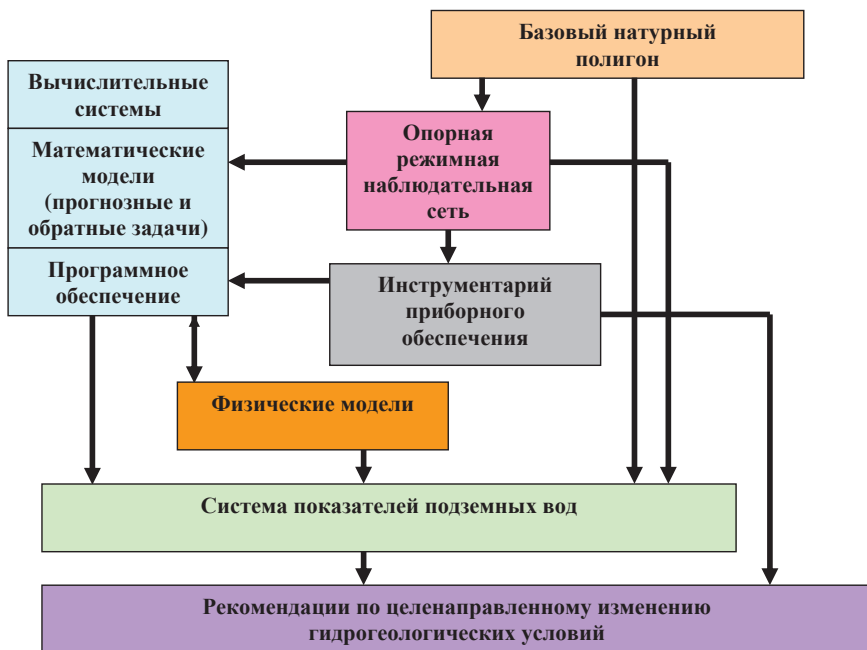 Базовый натурный
полигон
Вычислительные
системы
Математические
модели
(прогнозные и
обратные задачи)
Программное
обеспечение
Опорная
режимная
наблюдательная
сеть
Инструментарий
приборного
обеспечения
Физические модели
Система показателей подземных вод
Рекомендации по целенаправленному изменению
гидрогеологических условий